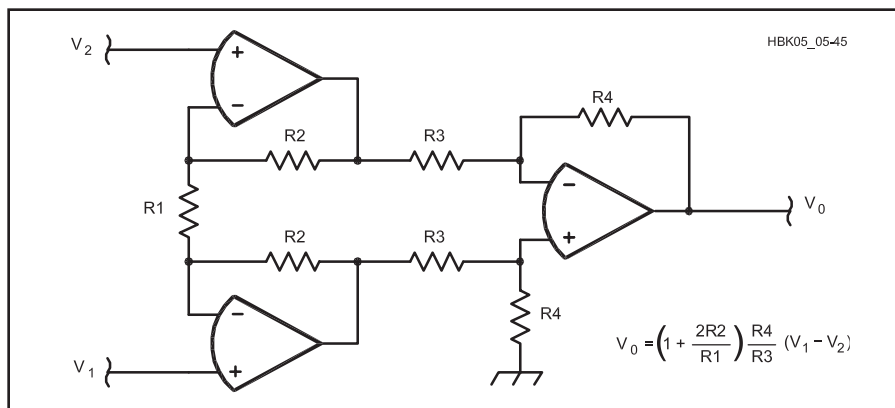 HBK05_05-45
V2
+
−
R4
R2
R3
R1
−
+
V0
R2
R3
R4
−
+
V1
V0 = (1 + 2R2/R1) R4/R3 (V1 − V2)